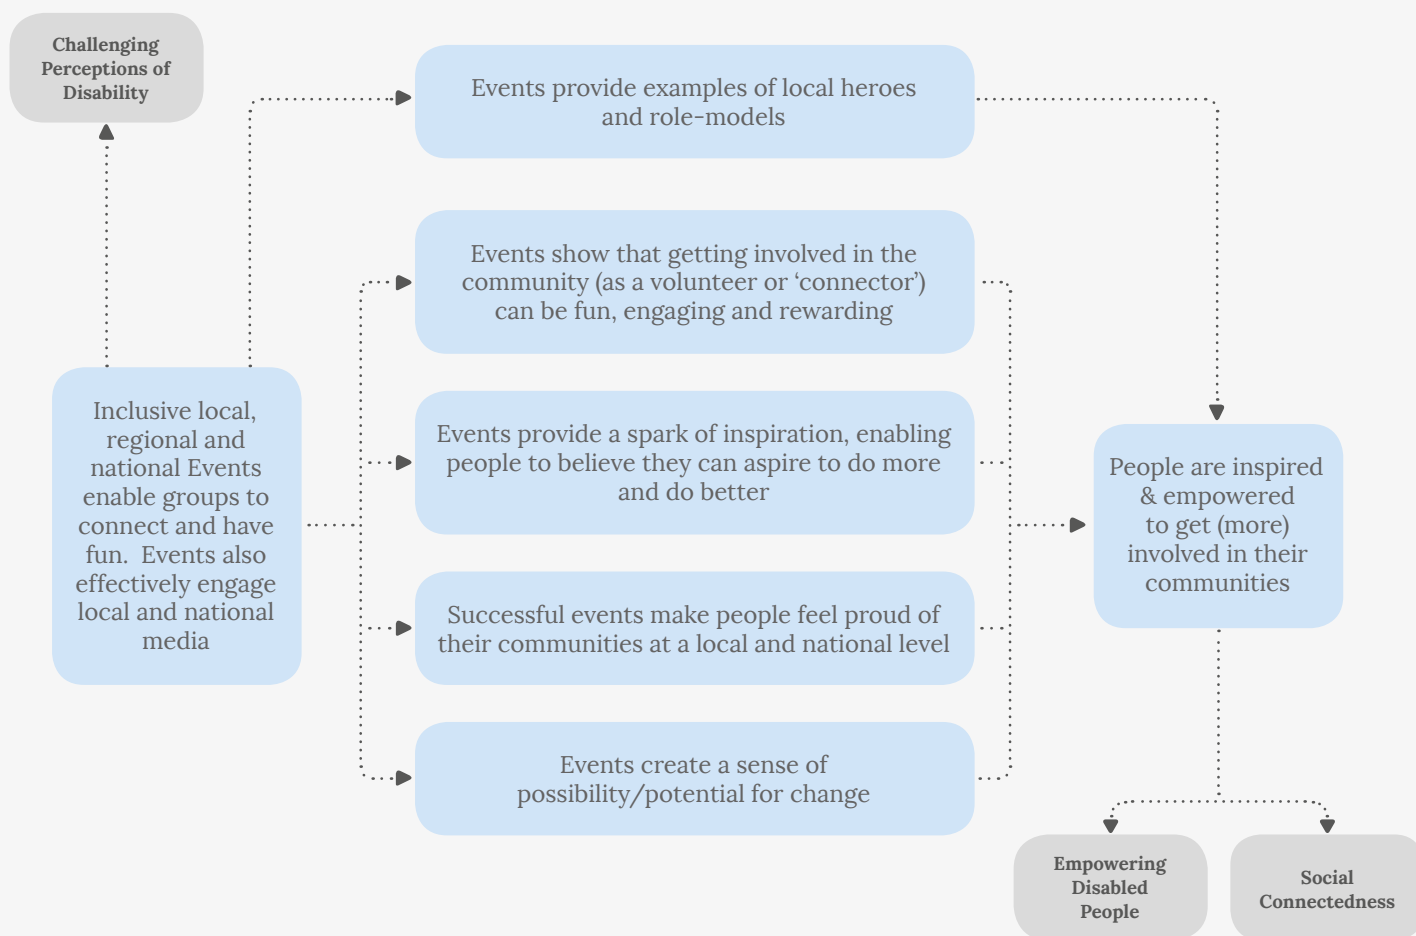 Challenging
Perceptions of
Disability
Events provide examples of local heroes
and role-models
Events show that getting involved in the
community (as a volunteer or ‘connector’)
can be fun, engaging and rewarding
Inclusive local,
regional and
national Events
enable groups to
connect and have
fun.  Events also
effectively engage
local and national
media
Events provide a spark of inspiration, enabling
people to believe they can aspire to do more
and do better
Successful events make people feel proud of
their communities at a local and national level
Events create a sense of
possibility/potential for change
People are inspired
& empowered
to get (more)
involved in their
communities
Empowering
Disabled
People
Social
Connectedness